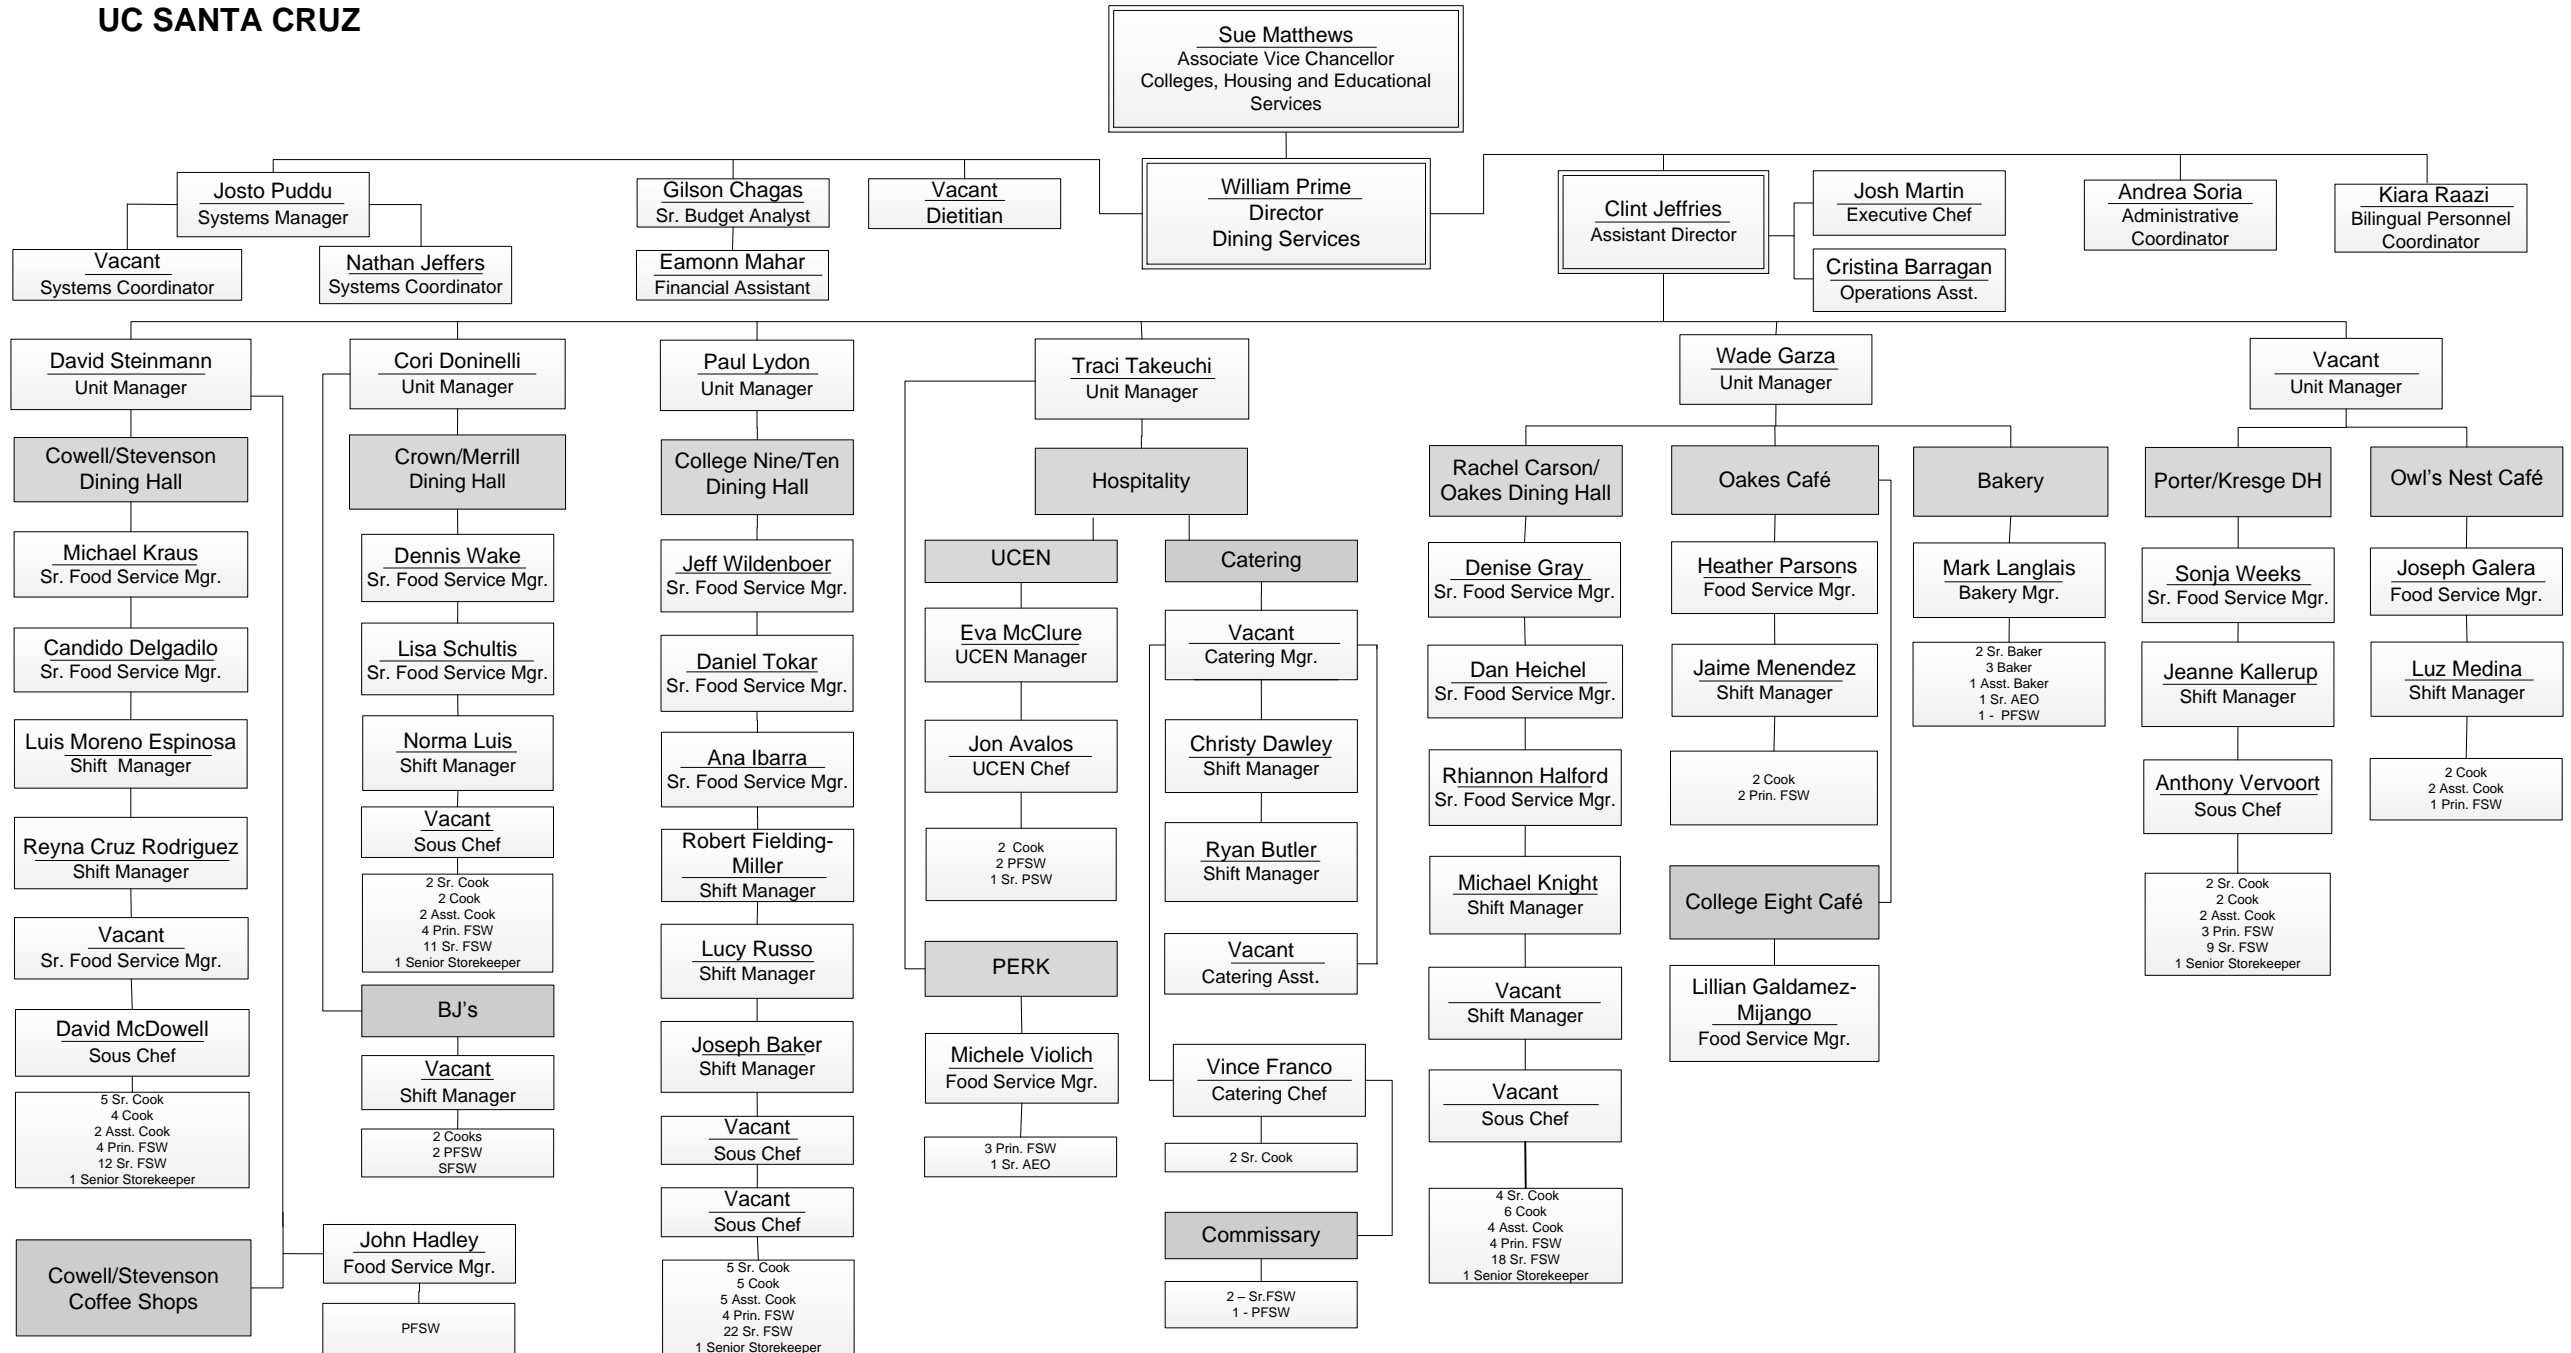 UC SANTA CRUZ
Sue Matthews
Associate Vice Chancellor
Colleges, Housing and Educational
Services
Josto Puddu
Systems Manager
Gilson Chagas
Sr. Budget Analyst
Vacant
Dietitian
William Prime
Director
Dining Services
Clint Jeffries
Assistant Director
Josh Martin
Executive Chef
Andrea Soria
Administrative
Coordinator
Kiara Raazi
Bilingual Personnel
Coordinator
Vacant
Systems Coordinator
Nathan Jeffers
Systems Coordinator
Eamonn Mahar
Financial Assistant
Cristina Barragan
Operations Asst.
David Steinmann
Unit Manager
Cowell/Stevenson
Dining Hall
Michael Kraus
Sr. Food Service Mgr.
Candido Delgadilo
Sr. Food Service Mgr.
Luis Moreno Espinosa
Shift Manager
Reyna Cruz Rodriguez
Shift Manager
Vacant
Sr. Food Service Mgr.
David McDowell
Sous Chef
5 Sr. Cook
4 Cook
2 Asst. Cook
4 Prin. FSW
12 Sr. FSW
1 Senior Storekeeper
Cowell/Stevenson
Coffee Shops
John Hadley
Food Service Mgr.
PFSW
Cori Doninelli
Unit Manager
Crown/Merrill
Dining Hall
Dennis Wake
Sr. Food Service Mgr.
Lisa Schultis
Sr. Food Service Mgr.
Norma Luis
Shift Manager
Vacant
Sous Chef
2 Sr. Cook
2 Cook
2 Asst. Cook
4 Prin. FSW
11 Sr. FSW
1 Senior Storekeeper
BJ's
Vacant
Shift Manager
2 Cooks
2 PFSW
SFSW
Paul Lydon
Unit Manager
College Nine/Ten
Dining Hall
Jeff Wildenboer
Sr. Food Service Mgr.
Daniel Tokar
Sr. Food Service Mgr.
Ana Ibarra
Sr. Food Service Mgr.
Robert Fielding-
Miller
Shift Manager
Lucy Russo
Shift Manager
Joseph Baker
Shift Manager
Vacant
Sous Chef
Vacant
Sous Chef
5 Sr. Cook
5 Cook
5 Asst. Cook
4 Prin. FSW
22 Sr. FSW
1 Senior Storekeeper
Traci Takeuchi
Unit Manager
Hospitality
UCEN
Eva McClure
UCEN Manager
Jon Avalos
UCEN Chef
2 Cook
2 PFSW
1 Sr. PSW
PERK
Michele Violich
Food Service Mgr.
3 Prin. FSW
1 Sr. AEO
Catering
Vacant
Catering Mgr.
Christy Dawley
Shift Manager
Ryan Butler
Shift Manager
Vacant
Catering Asst.
Vince Franco
Catering Chef
2 Sr. Cook
Commissary
2 – Sr.FSW
1 - PFSW
Wade Garza
Unit Manager
Rachel Carson/
Oakes Dining Hall
Denise Gray
Sr. Food Service Mgr.
Dan Heichel
Sr. Food Service Mgr.
Rhiannon Halford
Sr. Food Service Mgr.
Michael Knight
Shift Manager
Vacant
Shift Manager
Vacant
Sous Chef
4 Sr. Cook
6 Cook
4 Asst. Cook
4 Prin. FSW
18 Sr. FSW
1 Senior Storekeeper
Oakes Café
Heather Parsons
Food Service Mgr.
Jaime Menendez
Shift Manager
2 Cook
2 Prin. FSW
College Eight Café
Lillian Galdamez-
Mijango
Food Service Mgr.
Bakery
Mark Langlais
Bakery Mgr.
2 Sr. Baker
3 Baker
1 Asst. Baker
1 Sr. AEO
1 - PFSW
Vacant
Unit Manager
Porter/Kresge DH
Sonja Weeks
Sr. Food Service Mgr.
Jeanne Kallerup
Shift Manager
Anthony Vervoort
Sous Chef
2 Sr. Cook
2 Cook
2 Asst. Cook
3 Prin. FSW
9 Sr. FSW
1 Senior Storekeeper
Owl's Nest Café
Joseph Galera
Food Service Mgr.
Luz Medina
Shift Manager
2 Cook
2 Asst. Cook
1 Prin. FSW